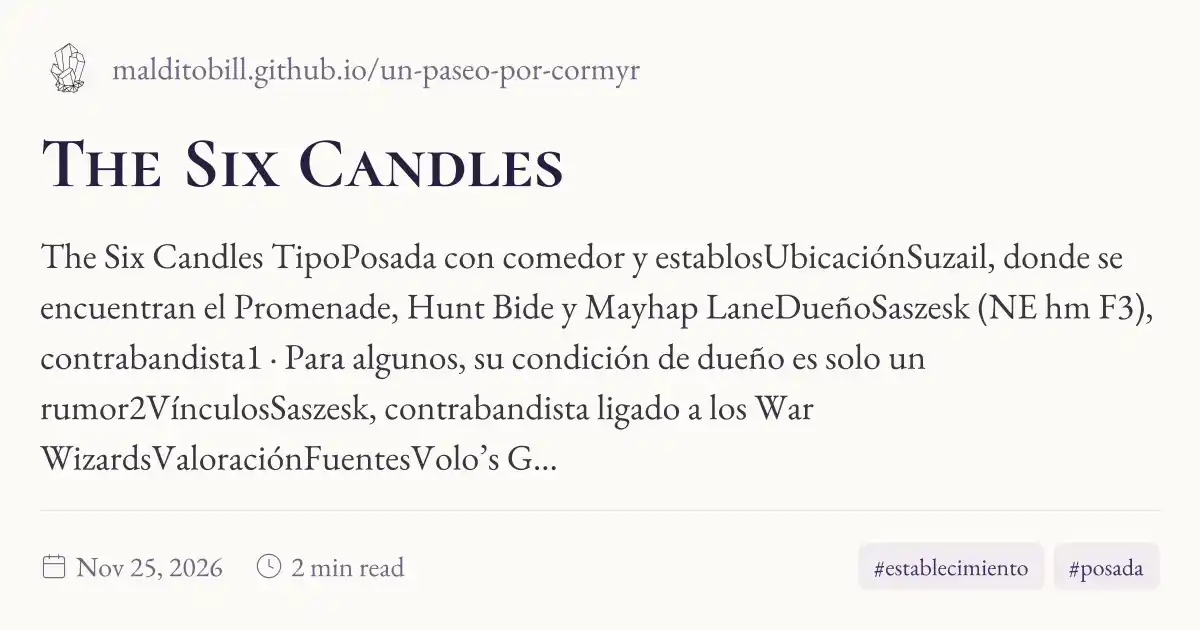 malditobill.github.io/un-paseo-por-cormyr
The Six Candles
The Six Candles TipoPosada con comedor y establosUbicaciónSuzail, donde se
encuentran el Promenade, Hunt Bide y Mayhap LaneDueñoSaszesk (NE hm F3),
contrabandista1 · Para algunos, su condición de dueño es solo un
rumor2VínculosSaszesk, contrabandista ligado a los War
WizardsValoraciónFuentesVolo’s G...
Nov 25, 2026 2 min read #establecimiento #posada